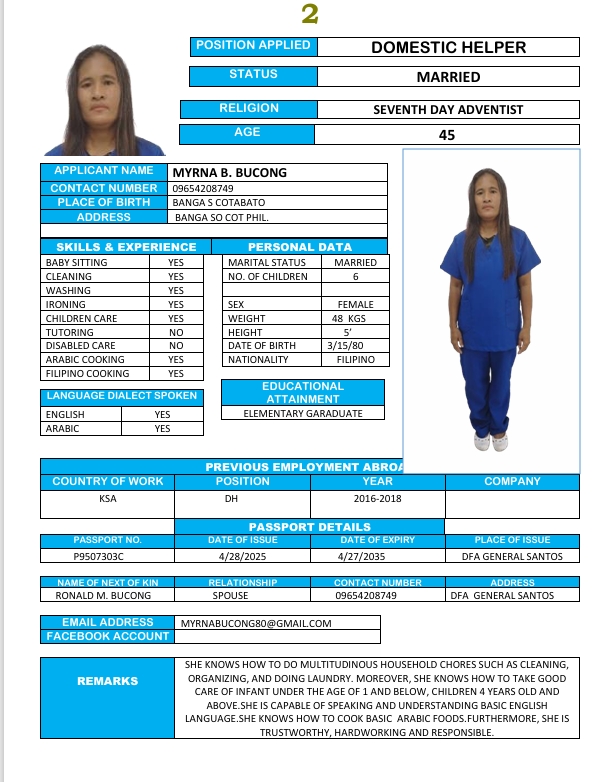 2
POSITION APPLIED DOMESTIC HELPER
STATUS MARRIED
RELIGION SEVENTH DAY ADVENTIST
AGE 45
APPLICANT NAME MYRNA B. BUCONG
CONTACT NUMBER 09654208749
PLACE OF BIRTH BANGA S COTABATO
ADDRESS BANGA SO COT PHIL.
SKILLS & EXPERIENCE PERSONAL DATA
BABY SITTING YES MARITAL STATUS MARRIED
CLEANING YES NO. OF CHILDREN 6
WASHING YES
IRONING YES SEX FEMALE
CHILDREN CARE YES WEIGHT 48 KGS
TUTORING NO HEIGHT 5'
DISABLED CARE NO DATE OF BIRTH 3/15/80
ARABIC COOKING YES NATIONALITY FILIPINO
FILIPINO COOKING YES
LANGUAGE DIALECT SPOKEN
ENGLISH YES
ARABIC YES
EDUCATIONAL
ATTAINMENT
ELEMENTARY GARADUATE
PREVIOUS EMPLOYMENT ABROA
COUNTRY OF WORK POSITION YEAR COMPANY
KSA DH 2016-2018
PASSPORT DETAILS
PASSPORT NO. DATE OF ISSUE DATE OF EXPIRY PLACE OF ISSUE
P9507303C 4/28/2025 4/27/2035 DFA GENERAL SANTOS
NAME OF NEXT OF KIN RELATIONSHIP CONTACT NUMBER ADDRESS
RONALD M. BUCONG SPOUSE 09654208749 DFA GENERAL SANTOS
EMAIL ADDRESS MYRNABUCONG80@GMAIL.COM
FACEBOOK ACCOUNT
REMARKS
SHE KNOWS HOW TO DO MULTITUDINOUS HOUSEHOLD CHORES SUCH AS CLEANING,
ORGANIZING, AND DOING LAUNDRY. MOREOVER, SHE KNOWS HOW TO TAKE GOOD
CARE OF INFANT UNDER THE AGE OF 1 AND BELOW, CHILDREN 4 YEARS OLD AND
ABOVE.SHE IS CAPABLE OF SPEAKING AND UNDERSTANDING BASIC ENGLISH
LANGUAGE.SHE KNOWS HOW TO COOK BASIC ARABIC FOODS.FURTHERMORE, SHE IS
TRUSTWORTHY, HARDWORKING AND RESPONSIBLE.